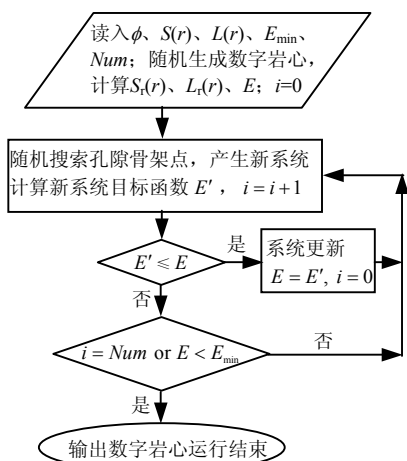 读入ϕ、S(r)、L(r)、Emin、
Num；随机生成数字岩心，
计算Sr(r)、Lr(r)、E；i=0
随机搜索孔隙骨架点，产生新系统
计算新系统目标函数 E′，i = i+1
E′ ⩽ E
是
系统更新
E = E′, i = 0
否
i = Num or E < Emin
否
是
输出数字岩心运行结束